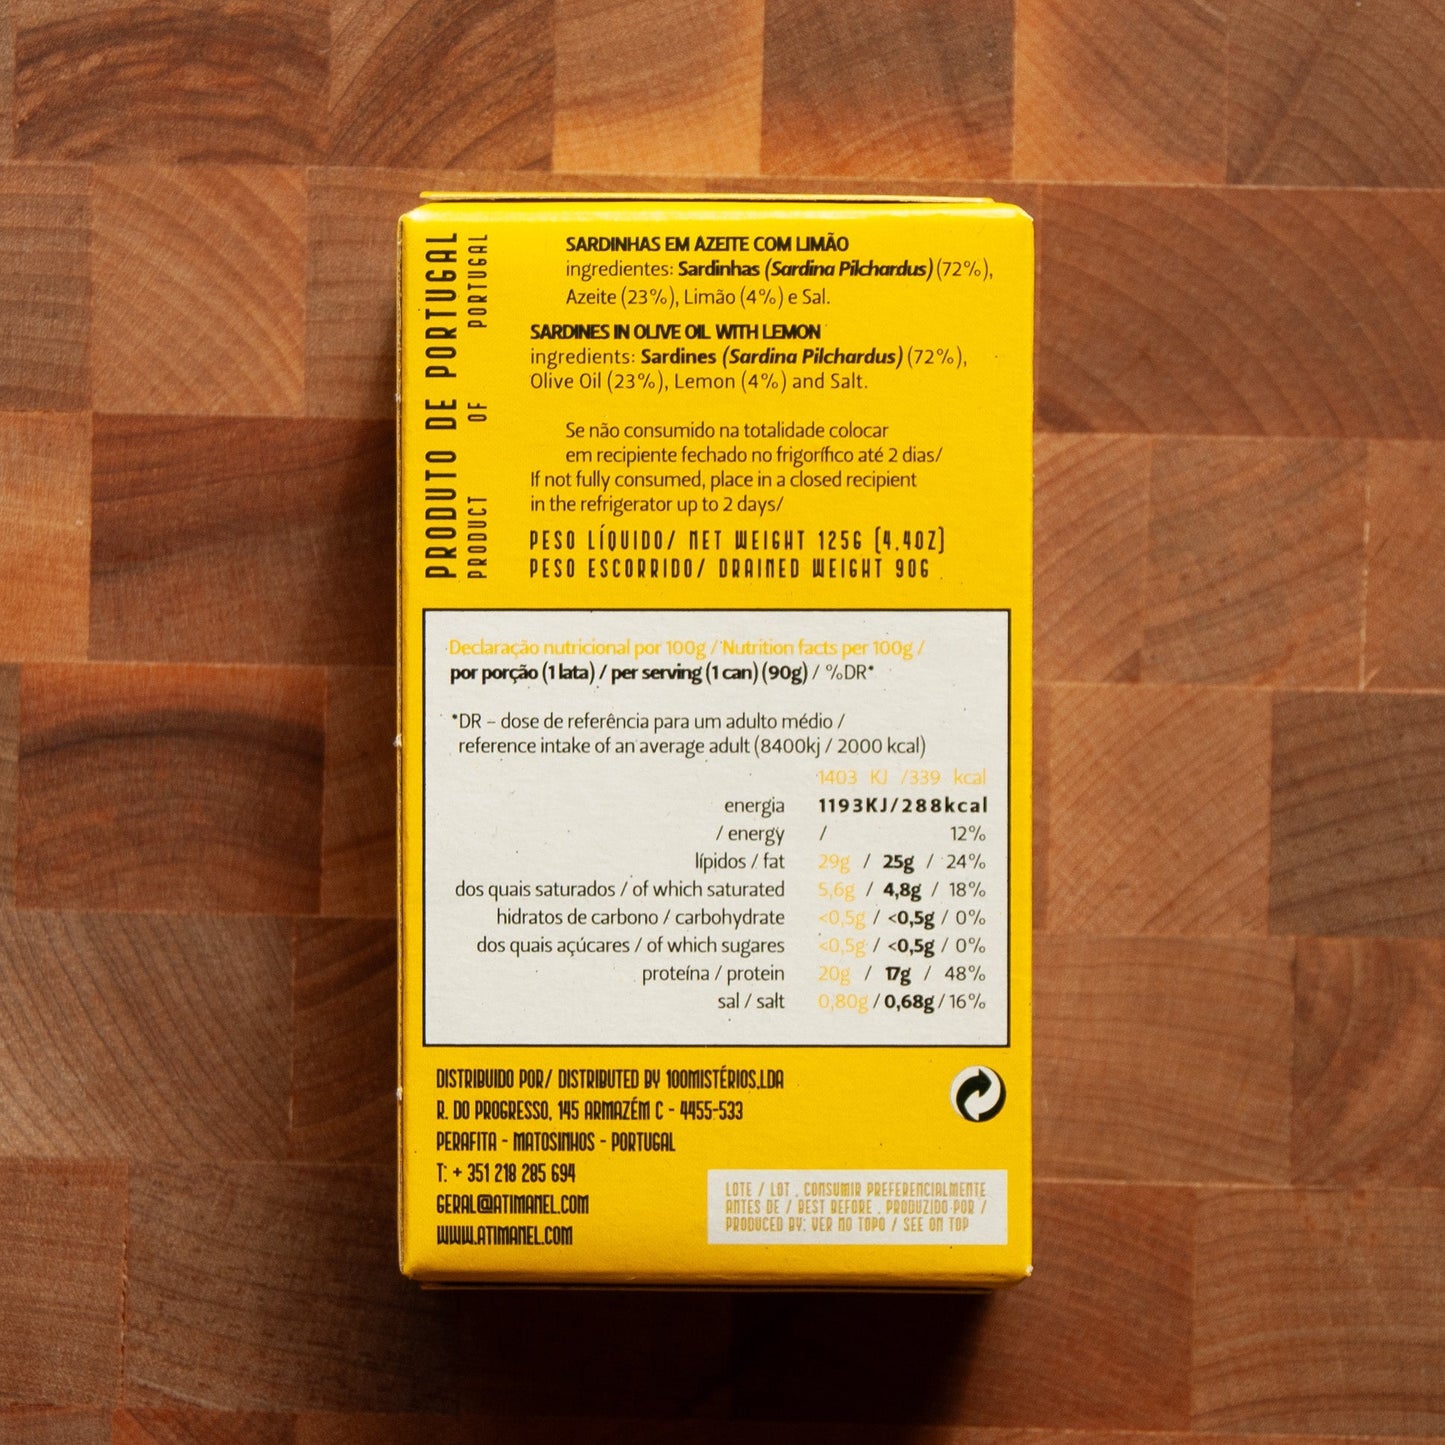 PRODUTO DE PORTUGAL
PRODUCT OF PORTUGAL
SARDINHAS EM AZEITE COM LIMÃO
ingredientes: Sardinhas (Sardina Pilchardus) (72%),
Azeite (23%), Limão (4%) e Sal.
SARDINES IN OLIVE OIL WITH LEMON
ingredients: Sardines (Sardina Pilchardus) (72%),
Olive Oil (23%), Lemon (4%) and Salt.
Se não consumido na totalidade colocar
em recipiente fechado no frigorífico até 2 dias/
If not fully consumed, place in a closed recipient
in the refrigerator up to 2 days/
PESO LÍQUIDO/ NET WEIGHT 125G (4.4OZ)
PESO ESCORRIDO/ DRAINED WEIGHT 90G
Declaração nutricional por 100g / Nutrition facts per 100g /
por porção (1 lata) / per serving (1 can) (90g) / %DR*
*DR – dose de referência para um adulto médio /
reference intake of an average adult (8400kj / 2000 kcal)
1403 KJ /339 kcal
energia 1193KJ/288kcal
/ energy / 12%
lípidos / fat 29g / 25g / 24%
dos quais saturados / of which saturated 5,6g / 4,8g / 18%
hidratos de carbono / carbohydrate <0,5g / <0,5g / 0%
dos quais açúcares / of which sugares <0,5g / <0,5g / 0%
proteína / protein 20g / 17g / 48%
sal / salt 0,80g / 0,68g / 16%
DISTRIBUIDO POR/ DISTRIBUTED BY 100MISTÉRIOS,LDA
R. DO PROGRESSO, 145 ARMAZÉM C - 4455-533
PERAFITA - MATOSINHOS - PORTUGAL
T: + 351 218 285 694
GERAL@ATIMANEL.COM
WWW.ATIMANEL.COM
LOTE / LOT . CONSUMIR PREFERENCIALMENTE
ANTES DE / BEST BEFORE . PRODUZIDO POR /
PRODUCED BY: VER NO TOPO / SEE ON TOP